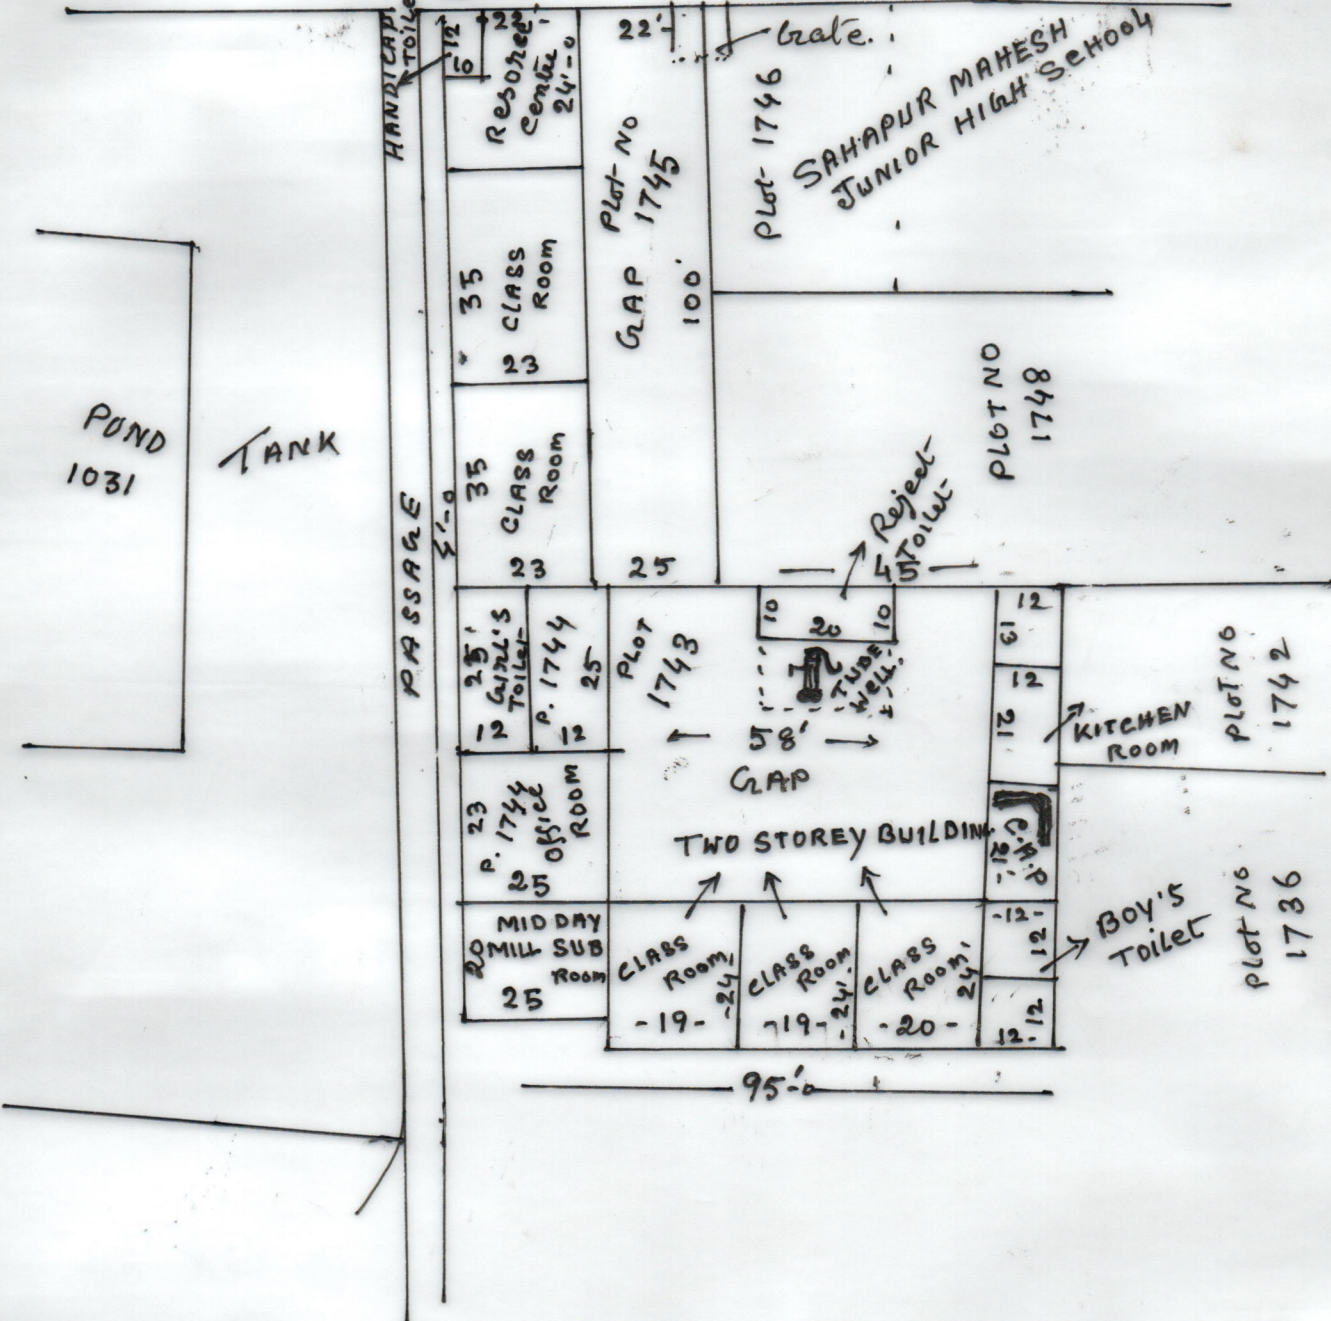 HANDICAP
TOILE
12
10
22'-
Resorce
Centre
24'-0
22'-
Gate.
Plot NO
1745
GAP
100'
Plot 1746
SAHAPUR MAHESH
JUNIOR HIGH SCHOOL
35
CLASS
ROOM
23
POND
1031
TANK
PASSAGE
35
CLASS
ROOM
23
25
PLOT NO
1748
Reject
Toilet
45
25'
Girl's
Toilet
12
P. 1744
25
12
PLOT
1743
10
20
10
TUBE
WELL.
58'
GAP
12
13
12
21
KITCHEN
ROOM
Plot NO
1742
23
P. 1744
Office
ROOM
25
TWO STOREY BUILDING
C.H.P
21'-
MID DAY
MILL SUB
ROOM
20
25
CLASS
ROOM,
-24'
-19-
CLASS
ROOM
-24'-
-19-
CLASS
ROOM,
24'
-20-
-12-
12
BOY'S
TOILET
12
12-
Plot NO
1736
95'-0